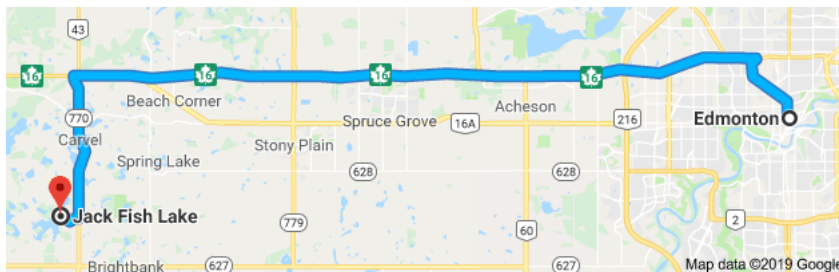 43
16
16
16
Beach Corner
Acheson
770
Spruce Grove
16A
216
Edmonton
Carvel
Stony Plain
Spring Lake
628
628
Jack Fish Lake
779
60
2
Brightbank
627
627
Map data ©2019 Google